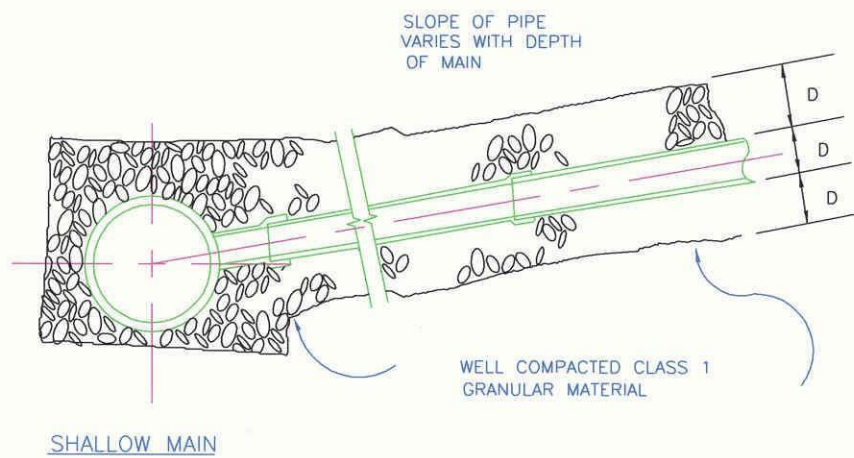 SLOPE OF PIPE
VARIES WITH DEPTH
OF MAIN
D
D
D
WELL COMPACTED CLASS 1
GRANULAR MATERIAL
SHALLOW MAIN